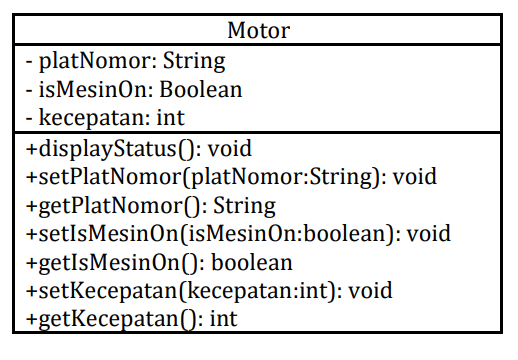 Motor
- platNomor: String
- isMesinOn: Boolean
- kecepatan: int
+displayStatus(): void
+setPlatNomor(platNomor:String): void
+getPlatNomor(): String
+setIsMesinOn(isMesinOn:boolean): void
+getIsMesinOn(): boolean
+setKecepatan(kecepatan:int): void
+getKecepatan(): int